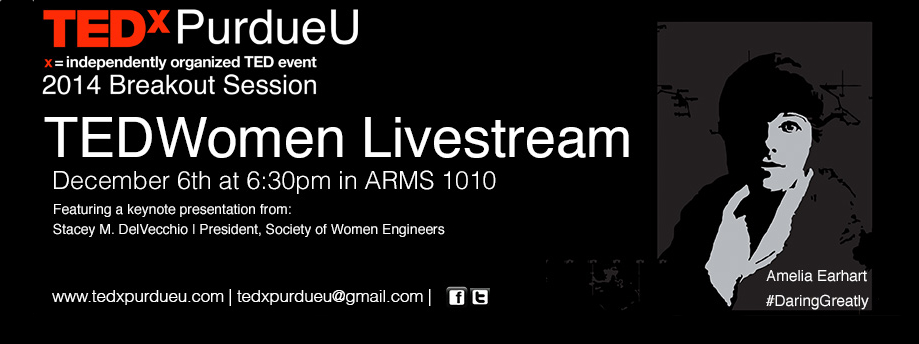 TEDx PurdueU
x = independently organized TED event
2014 Breakout Session
TEDWomen Livestream
December 6th at 6:30pm in ARMS 1010
Featuring a keynote presentation from:
Stacey M. DelVecchio | President, Society of Women Engineers
www.tedxpurdueu.com | tedxpurdueu@gmail.com | f t
Amelia Earhart
#DaringGreatly